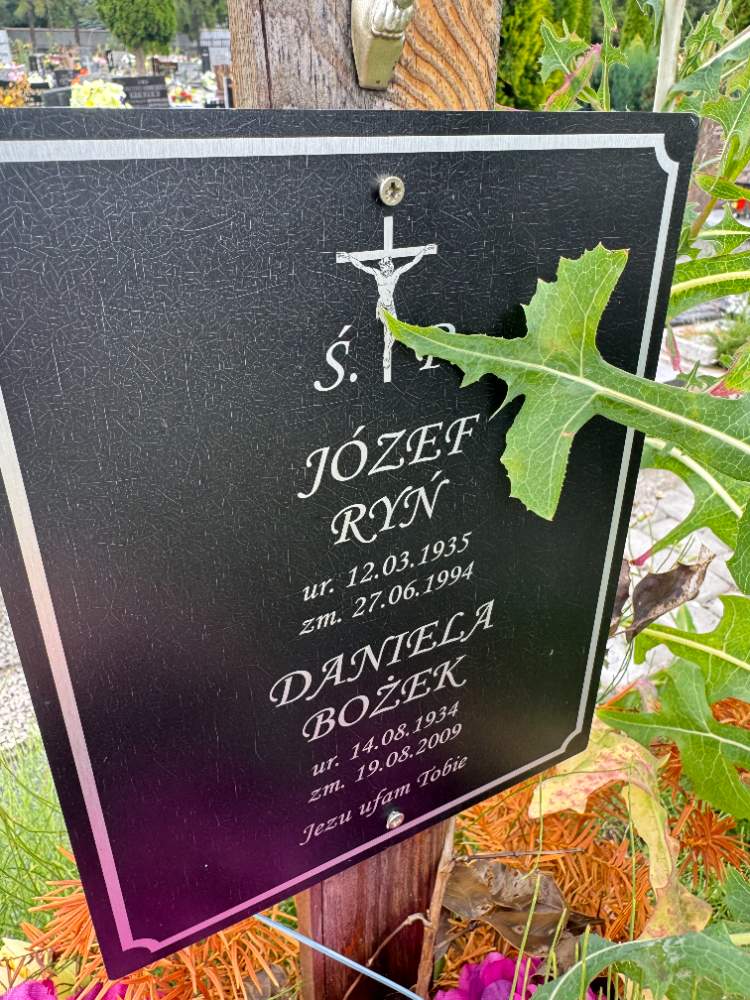 Ś. P
JÓZEF
RYŃ
ur. 12.03.1935
zm. 27.06.1994
DANIELA
BOŻEK
ur. 14.08.1934
zm. 19.08.2009
Jezu ufam Tobie